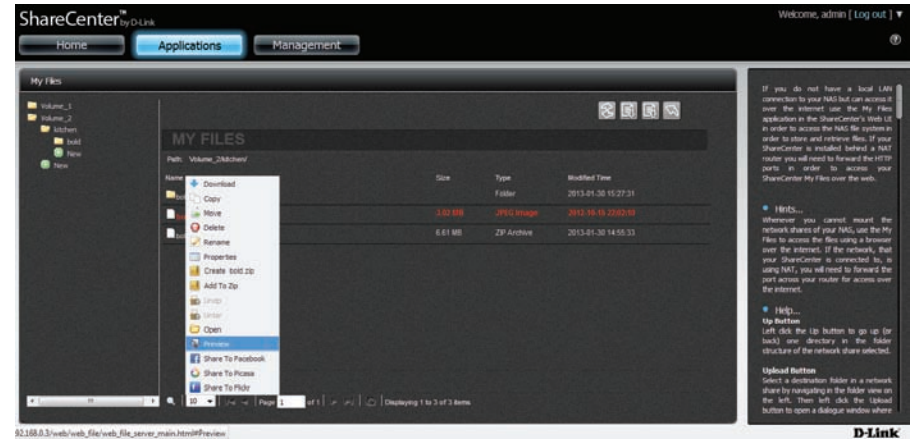 ShareCenter™ by D-Link
Welcome, admin [ Log out ] ▼
Home
Applications
Management
My Files
Volume_1
Volume_2
kitchen
bold
New
New
MY FILES
Path: Volume_2/kitchen/
Name
Size
Type
Modified Time
Folder
2013-01-30 15:27:31
JPEG Image
6.61 MB
ZIP Archive
2013-01-30 14:55:33
Download
Copy
Move
Delete
Rename
Properties
Create bold.zip
Add To Zip
Unzip
Untar
Open
Preview
Share To Facebook
Share To Picasa
Share To Flickr
10
Page 1 of 1
Displaying 1 to 3 of 3 items
If you do not have a local LAN
connection to your NAS but can access it
over the internet use the My Files
application in the ShareCenter's Web UI
in order to access the NAS file system in
order to store and retrieve files. If your
ShareCenter is installed behind a NAT
router you will need to forward the HTTP
ports in order to access your
ShareCenter My Files over the web.
Hints...
Whenever you cannot mount the
network shares of your NAS, use the My
Files to access the files using a browser
over the internet. If the network, that
your ShareCenter is connected to, is
using NAT, you will need to forward the
port across your router for access over
the internet.
Help...
Up Button
Left click the Up button to go up (or
back) one directory in the folder
structure of the network share selected.
Upload Button
Select a destination folder in a network
share by navigating in the folder view on
the left. Then left click the Upload
button to open a dialogue window where
92.168.0.3/web/web_file/web_file_server_main.html#Preview
D-Link